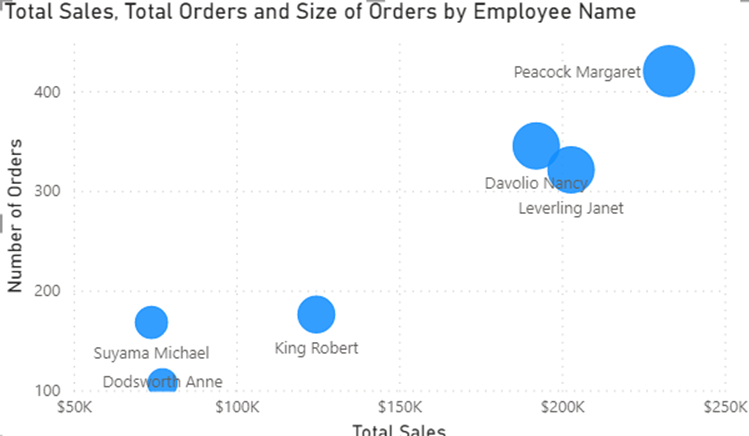 Total Sales, Total Orders and Size of Orders by Employee Name
Number of Orders
400
300
200
100
Peacock Margaret
Davolio Nancy
Leverling Janet
King Robert
Suyama Michael
Dodsworth Anne
$50K
$100K
$150K
$200K
$250K
Total Sales